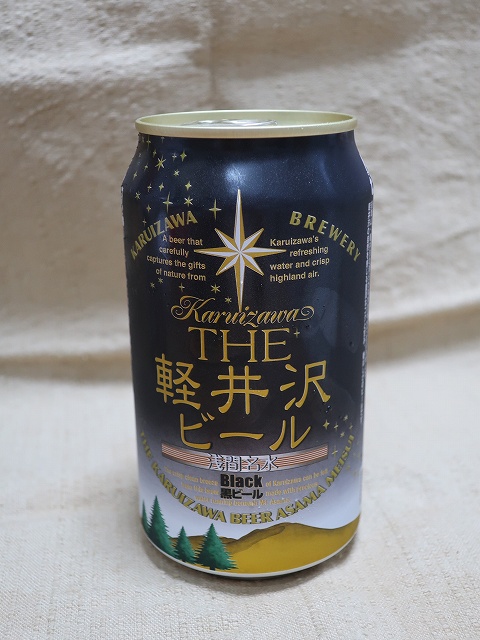 KARUIZAWA BREWERY
A beer that
carefully
captures the gifts
of nature from
Karuizawa's
refreshing
water and crisp
highland air.
Karuizawa
THE
軽井沢
ビール
浅間名水
Black
黒ビール
THE KARUIZAWA BEER ASAMA MEISUI